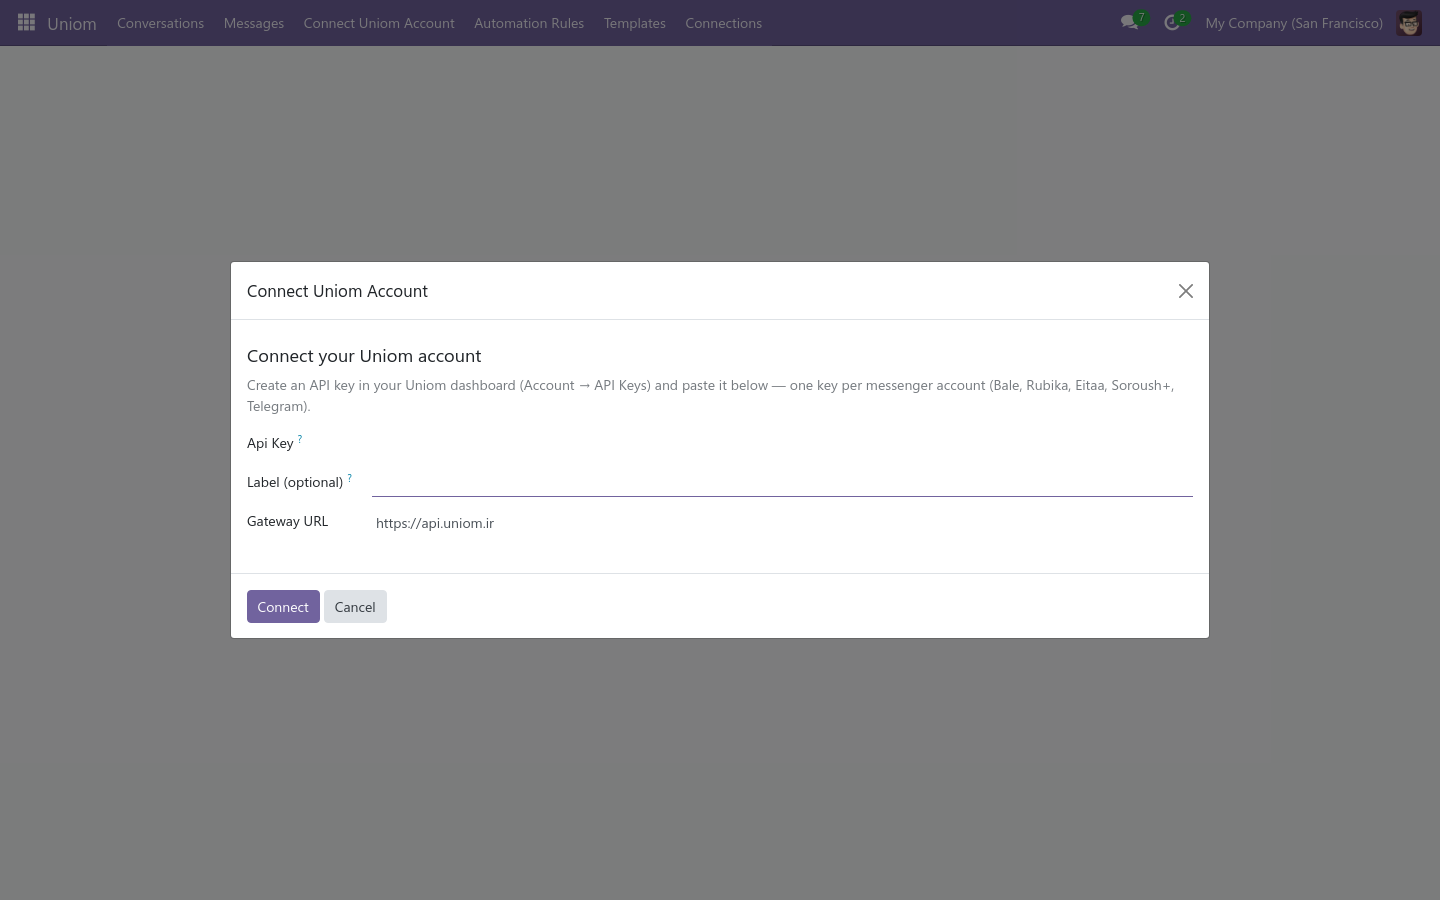 Uniom Conversations Messages Connect Uniom Account Automation Rules Templates Connections 7 2 My Company (San Francisco)
Connect Uniom Account
Connect your Uniom account
Create an API key in your Uniom dashboard (Account → API Keys) and paste it below — one key per messenger account (Bale, Rubika, Eitaa, Soroush+,
Telegram).
Api Key ?
Label (optional) ?
Gateway URL https://api.uniom.ir
Connect Cancel